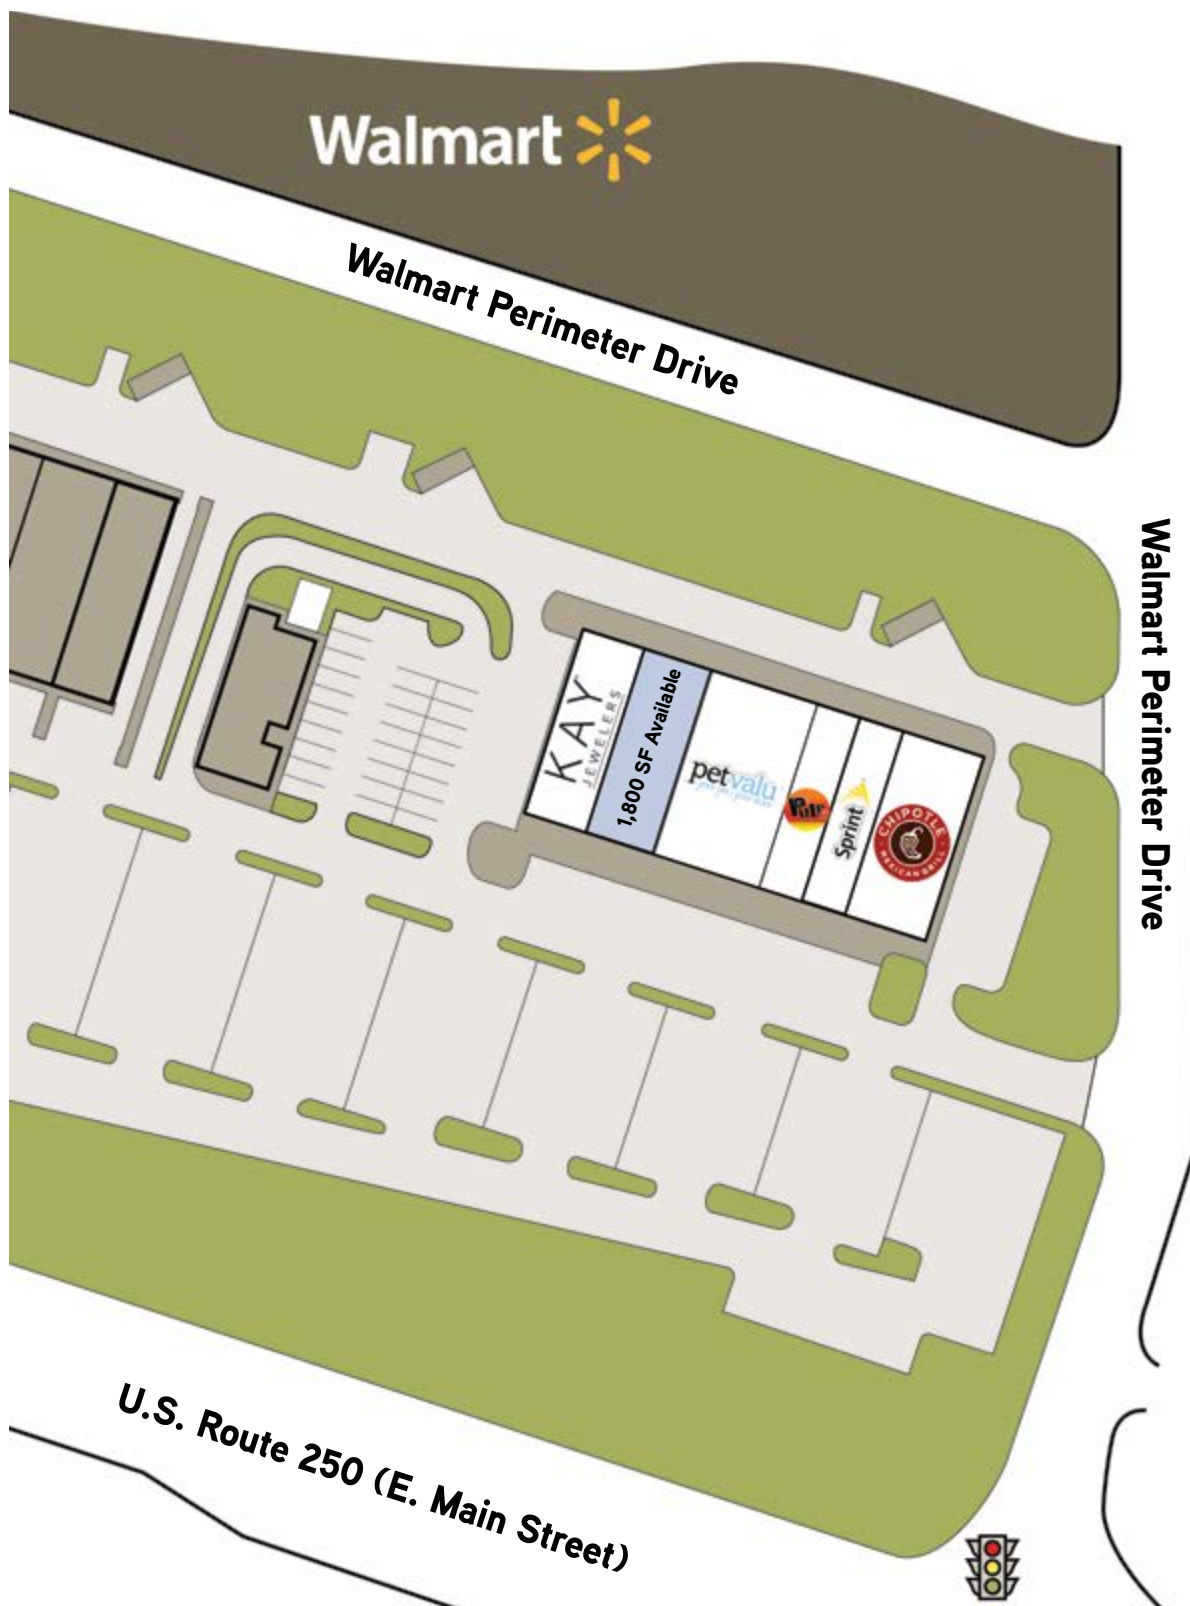 Walmart
Walmart Perimeter Drive
Walmart Perimeter Drive
KAY
JEWELERS
1,800 SF Available
petvalu
Sprint
CHIPOTLE
MEXICAN GRILL
U.S. Route 250 (E. Main Street)